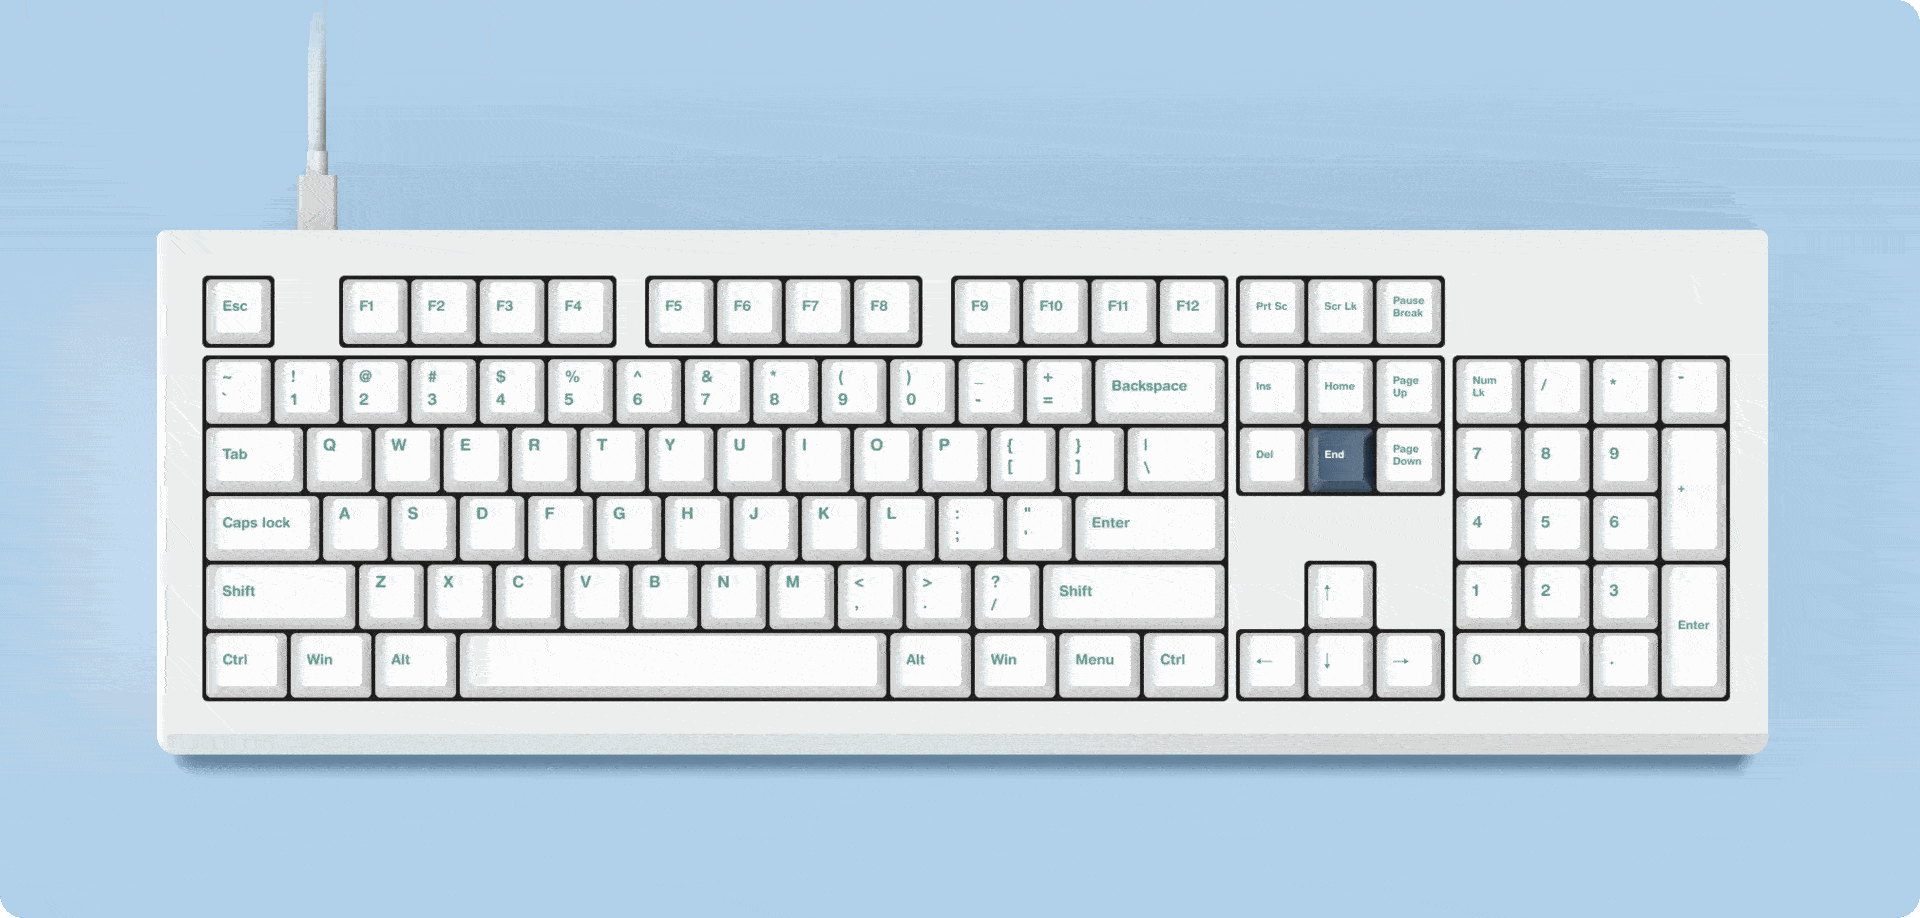 Esc F1 F2 F3 F4 F5 F6 F7 F8 F9 F10 F11 F12 Prt Sc Scr Lk Pause Break
~ ! @ # $ % ^ & * ( ) _ +
` 1 2 3 4 5 6 7 8 9 0 - = Backspace Ins Home Page Up Num Lk / * -
Tab Q W E R T Y U I O P { } |
[ ] \ Del End Page Down 7 8 9 +
Caps lock A S D F G H J K L : "
; ' Enter 4 5 6
Shift Z X C V B N M < > ?
, . / Shift ↑ 1 2 3 Enter
Ctrl Win Alt Alt Win Menu Ctrl ← ↓ → 0 .